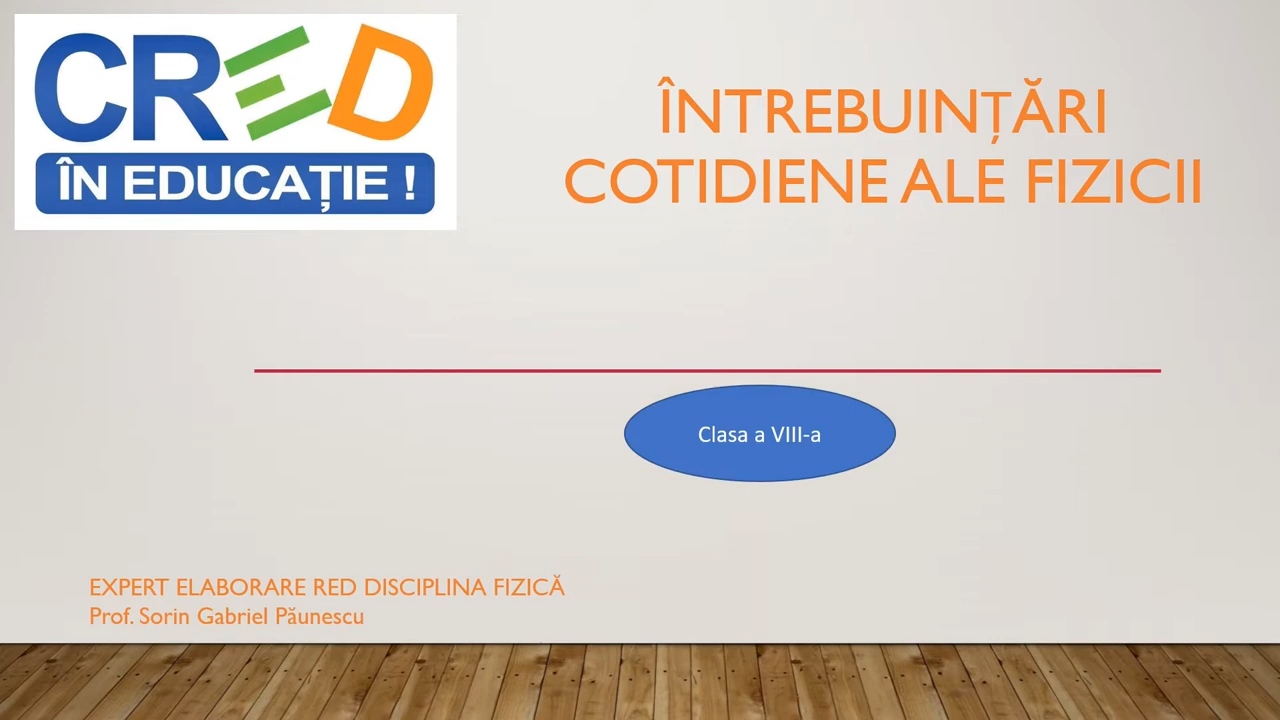 CRED
ÎN EDUCAȚIE !
ÎNTREBUINȚĂRI
COTIDIENE ALE FIZICII
Clasa a VIII-a
EXPERT ELABORARE RED DISCIPLINA FIZICĂ
Prof. Sorin Gabriel Păunescu